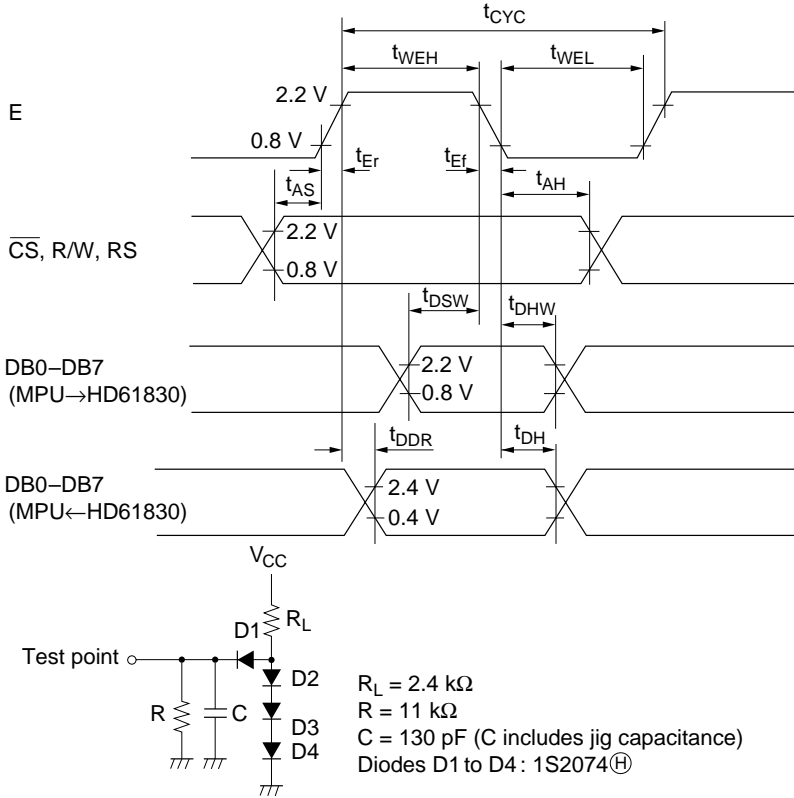 tCYC
tWEH
tWEL
E
2.2 V
0.8 V
tEr
tEf
tAS
tAH
CS, R/W, RS
2.2 V
0.8 V
tDSW
tDHW
DB0–DB7
(MPU→HD61830)
2.2 V
0.8 V
tDDR
tDH
DB0–DB7
(MPU←HD61830)
2.4 V
0.4 V
VCC
RL
D1
Test point
D2
R
C
D3
D4
RL = 2.4 kΩ
R = 11 kΩ
C = 130 pF (C includes jig capacitance)
Diodes D1 to D4 : 1S2074Ⓗ